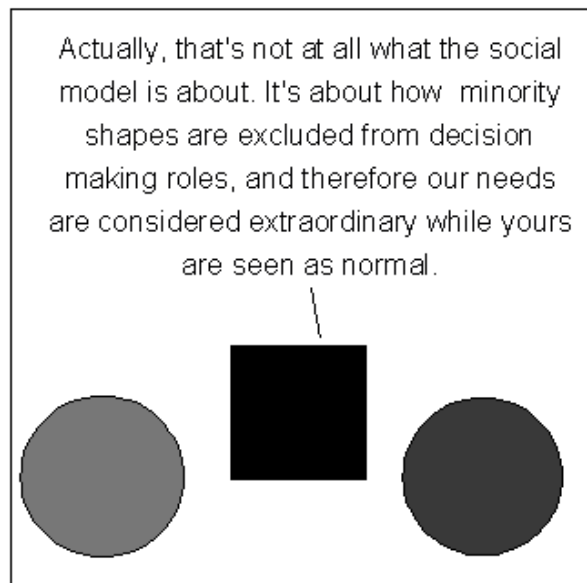 Actually, that's not at all what the social
model is about. It's about how  minority
shapes are excluded from decision
making roles, and therefore our needs
are considered extraordinary while yours
are seen as normal.